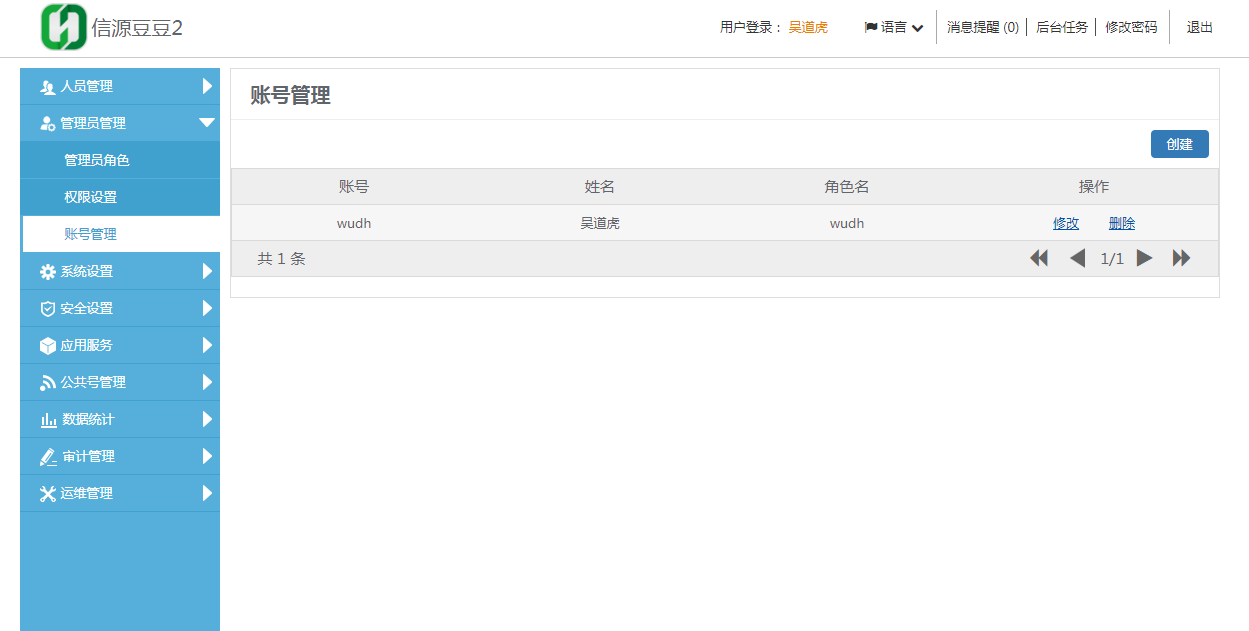 信源豆豆2
用户登录： 吴道虎 语言 消息提醒 (0) 后台任务 修改密码 退出
人员管理
管理员管理
管理员角色
权限设置
账号管理
系统设置
安全设置
应用服务
公共号管理
数据统计
审计管理
运维管理
账号管理
创建
账号 姓名 角色名 操作
wudh 吴道虎 wudh 修改 删除
共 1 条 1/1